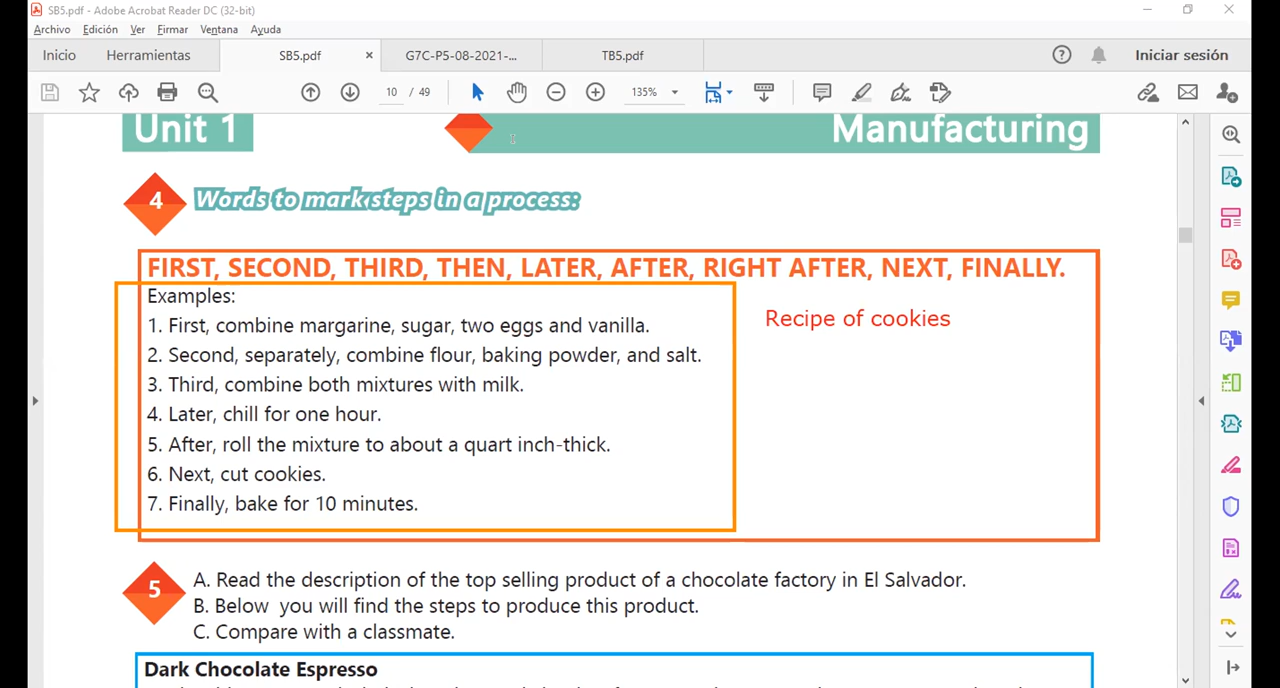 SB5.pdf - Adobe Acrobat Reader DC (32-bit)
Archivo Edición Ver Firmar Ventana Ayuda
Inicio Herramientas SB5.pdf × G7C-P5-08-2021-... TB5.pdf Iniciar sesión
10 / 49 135%
Unit 1 Manufacturing
4 Words to mark steps in a process:
FIRST, SECOND, THIRD, THEN, LATER, AFTER, RIGHT AFTER, NEXT, FINALLY.
Examples:
1. First, combine margarine, sugar, two eggs and vanilla.
Recipe of cookies
2. Second, separately, combine flour, baking powder, and salt.
3. Third, combine both mixtures with milk.
4. Later, chill for one hour.
5. After, roll the mixture to about a quart inch-thick.
6. Next, cut cookies.
7. Finally, bake for 10 minutes.
5 A. Read the description of the top selling product of a chocolate factory in El Salvador.
B. Below you will find the steps to produce this product.
C. Compare with a classmate.
Dark Chocolate Espresso